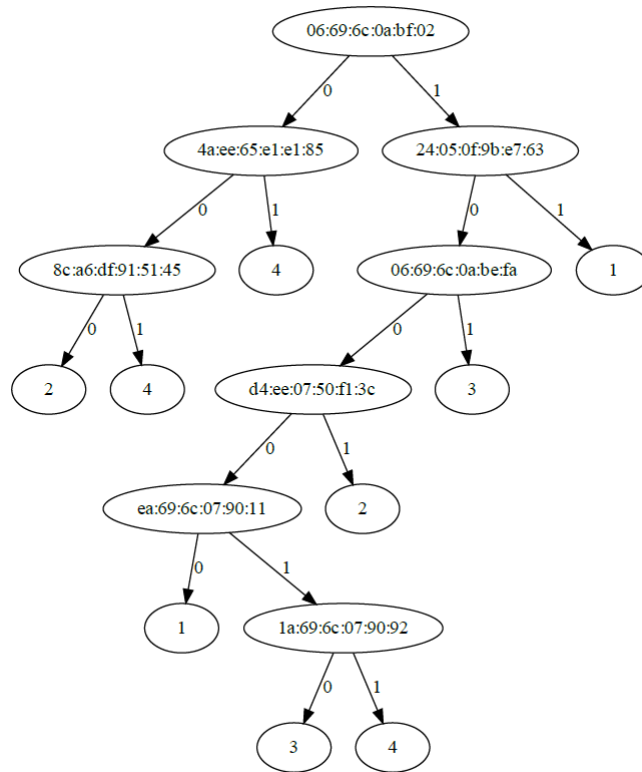 06:69:6c:0a:bf:02
0 1
4a:ee:65:e1:e1:85 24:05:0f:9b:e7:63
0 1 0 1
8c:a6:df:91:51:45 4 06:69:6c:0a:be:fa 1
0 1 0 1
2 4 d4:ee:07:50:f1:3c 3
0 1
ea:69:6c:07:90:11 2
0 1
1 1a:69:6c:07:90:92
0 1
3 4